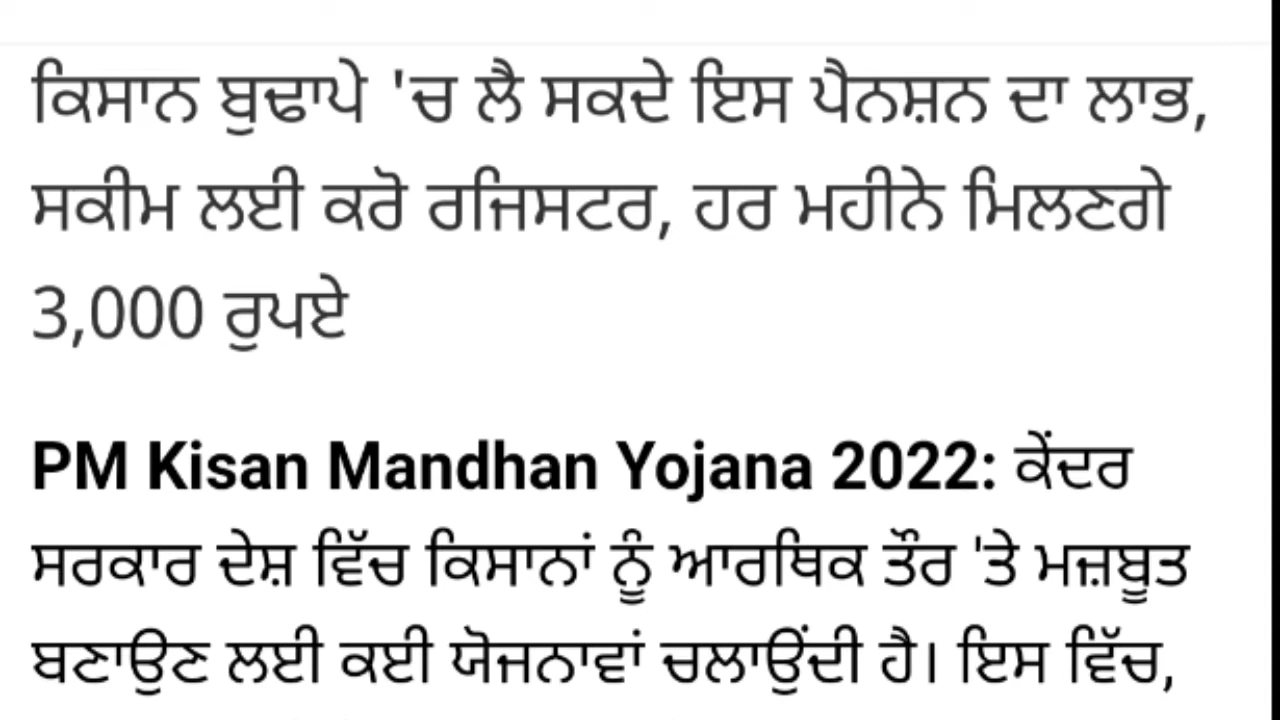 ਕਿਸਾਨ ਬੁਢਾਪੇ 'ਚ ਲੈ ਸਕਦੇ ਇਸ ਪੈਨਸ਼ਨ ਦਾ ਲਾਭ,
ਸਕੀਮ ਲਈ ਕਰੋ ਰਜਿਸਟਰ, ਹਰ ਮਹੀਨੇ ਮਿਲਣਗੇ
3,000 ਰੁਪਏ
PM Kisan Mandhan Yojana 2022: ਕੇਂਦਰ
ਸਰਕਾਰ ਦੇਸ਼ ਵਿੱਚ ਕਿਸਾਨਾਂ ਨੂੰ ਆਰਥਿਕ ਤੌਰ 'ਤੇ ਮਜ਼ਬੂਤ
ਬਣਾਉਣ ਲਈ ਕਈ ਯੋਜਨਾਵਾਂ ਚਲਾਉਂਦੀ ਹੈ। ਇਸ ਵਿੱਚ,